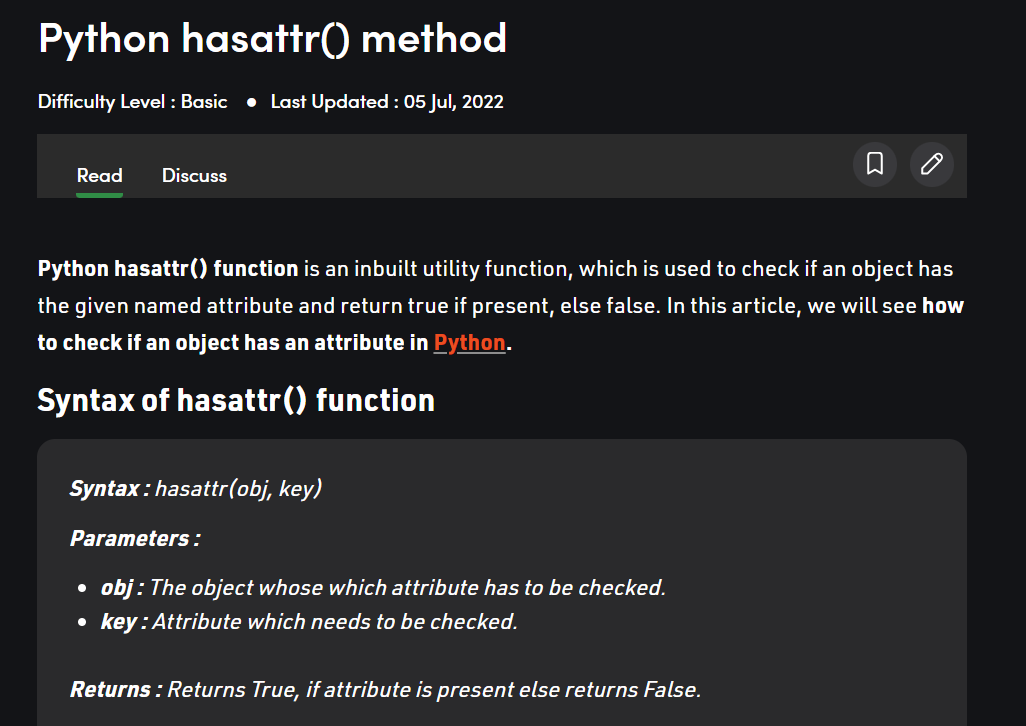 Python hasattr() method
Difficulty Level : Basic ● Last Updated : 05 Jul, 2022
Read Discuss
Python hasattr() function is an inbuilt utility function, which is used to check if an object has
the given named attribute and return true if present, else false. In this article, we will see how
to check if an object has an attribute in Python.
Syntax of hasattr() function
Syntax : hasattr(obj, key)
Parameters :
• obj : The object whose which attribute has to be checked.
• key : Attribute which needs to be checked.
Returns : Returns True, if attribute is present else returns False.